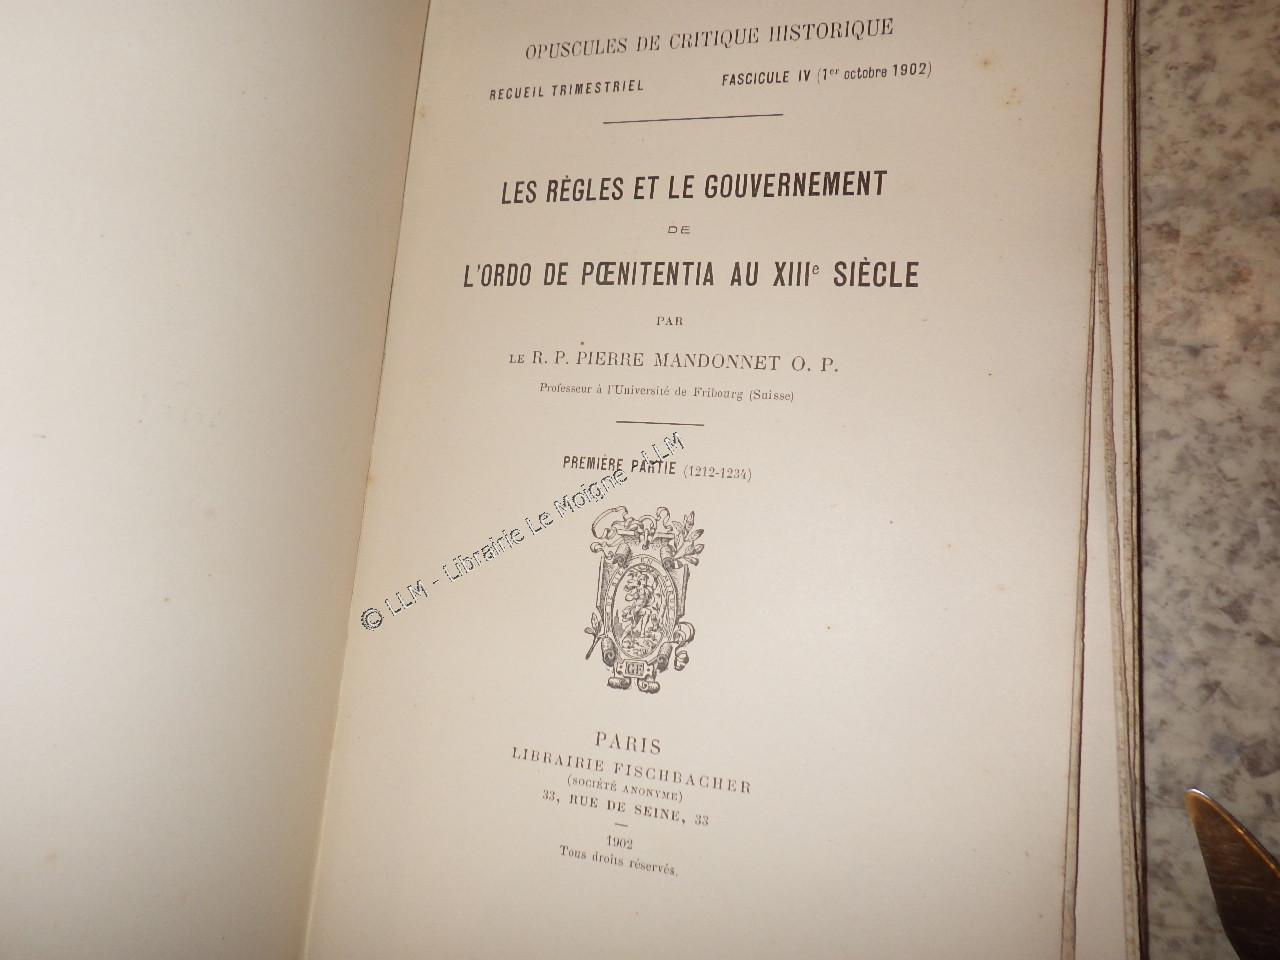 OPUSCULES DE CRITIQUE HISTORIQUE
RECUEIL TRIMESTRIEL FASCICULE IV (1er octobre 1902)
LES RÈGLES ET LE GOUVERNEMENT
DE
L'ORDO DE PŒNITENTIA AU XIIIe SIÈCLE
PAR
LE R. P. PIERRE MANDONNET O. P.
Professeur à l'Université de Fribourg (Suisse)
PREMIÈRE PARTIE (1212-1234)
© LLM - Librairie Le Moigne - LLM
PARIS
LIBRAIRIE FISCHBACHER
(SOCIÉTÉ ANONYME)
33, RUE DE SEINE, 33
1902
Tous droits réservés.